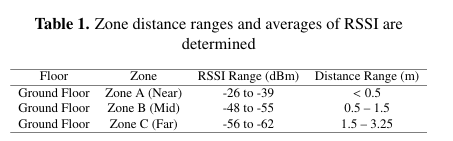 Table 1. Zone distance ranges and averages of RSSI are
determined
Floor Zone RSSI Range (dBm) Distance Range (m)
Ground Floor Zone A (Near) -26 to -39 < 0.5
Ground Floor Zone B (Mid) -48 to -55 0.5 – 1.5
Ground Floor Zone C (Far) -56 to -62 1.5 – 3.25